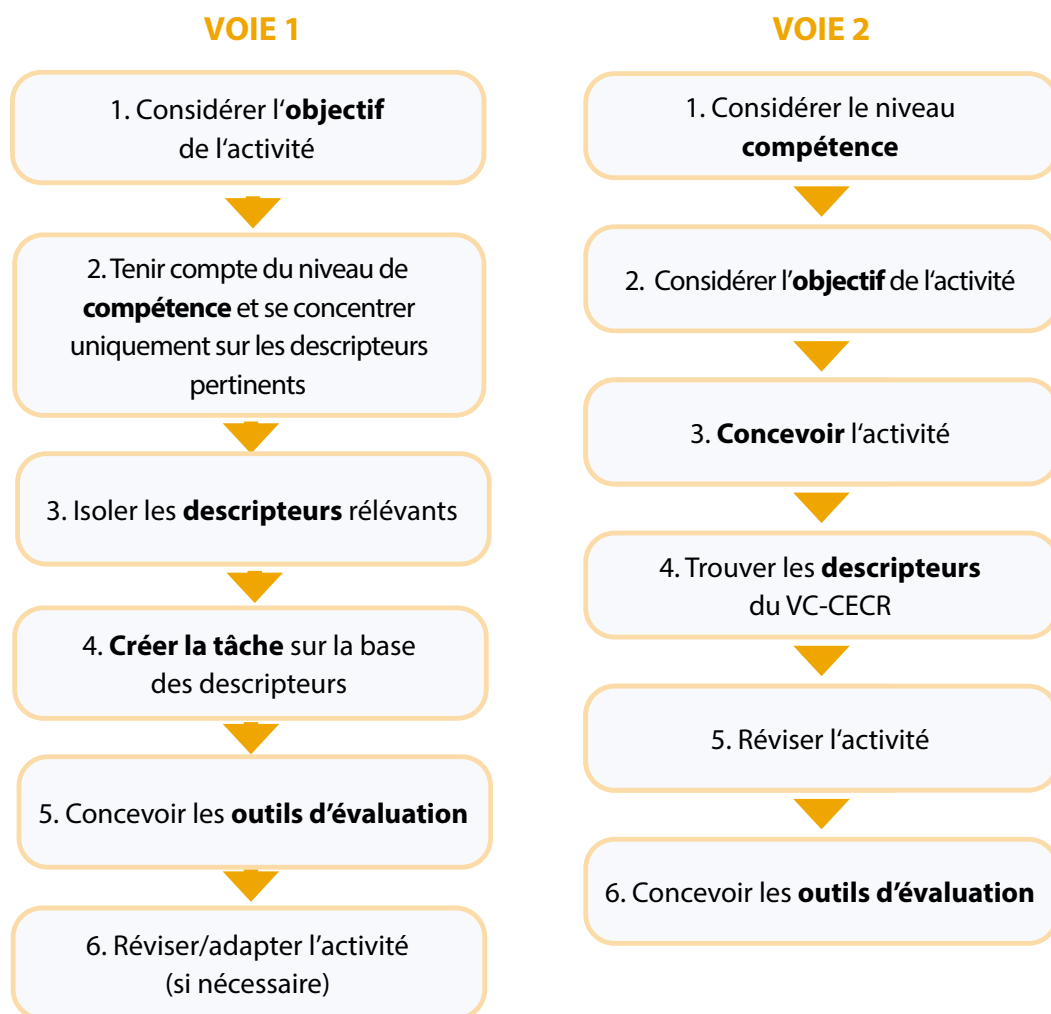 VOIE 1
1. Considérer l‘objectif
de l‘activité
2. Tenir compte du niveau de
compétence et se concentrer
uniquement sur les descripteurs
pertinents
3. Isoler les descripteurs rélévants
4. Créer la tâche sur la base
des descripteurs
5. Concevoir les outils d’évaluation
6. Réviser/adapter l’activité
(si nécessaire)
VOIE 2
1. Considérer le niveau
compétence
2. Considérer l’objectif de l‘activité
3. Concevoir l‘activité
4. Trouver les descripteurs
du VC-CECR
5. Réviser l‘activité
6. Concevoir les outils d’évaluation